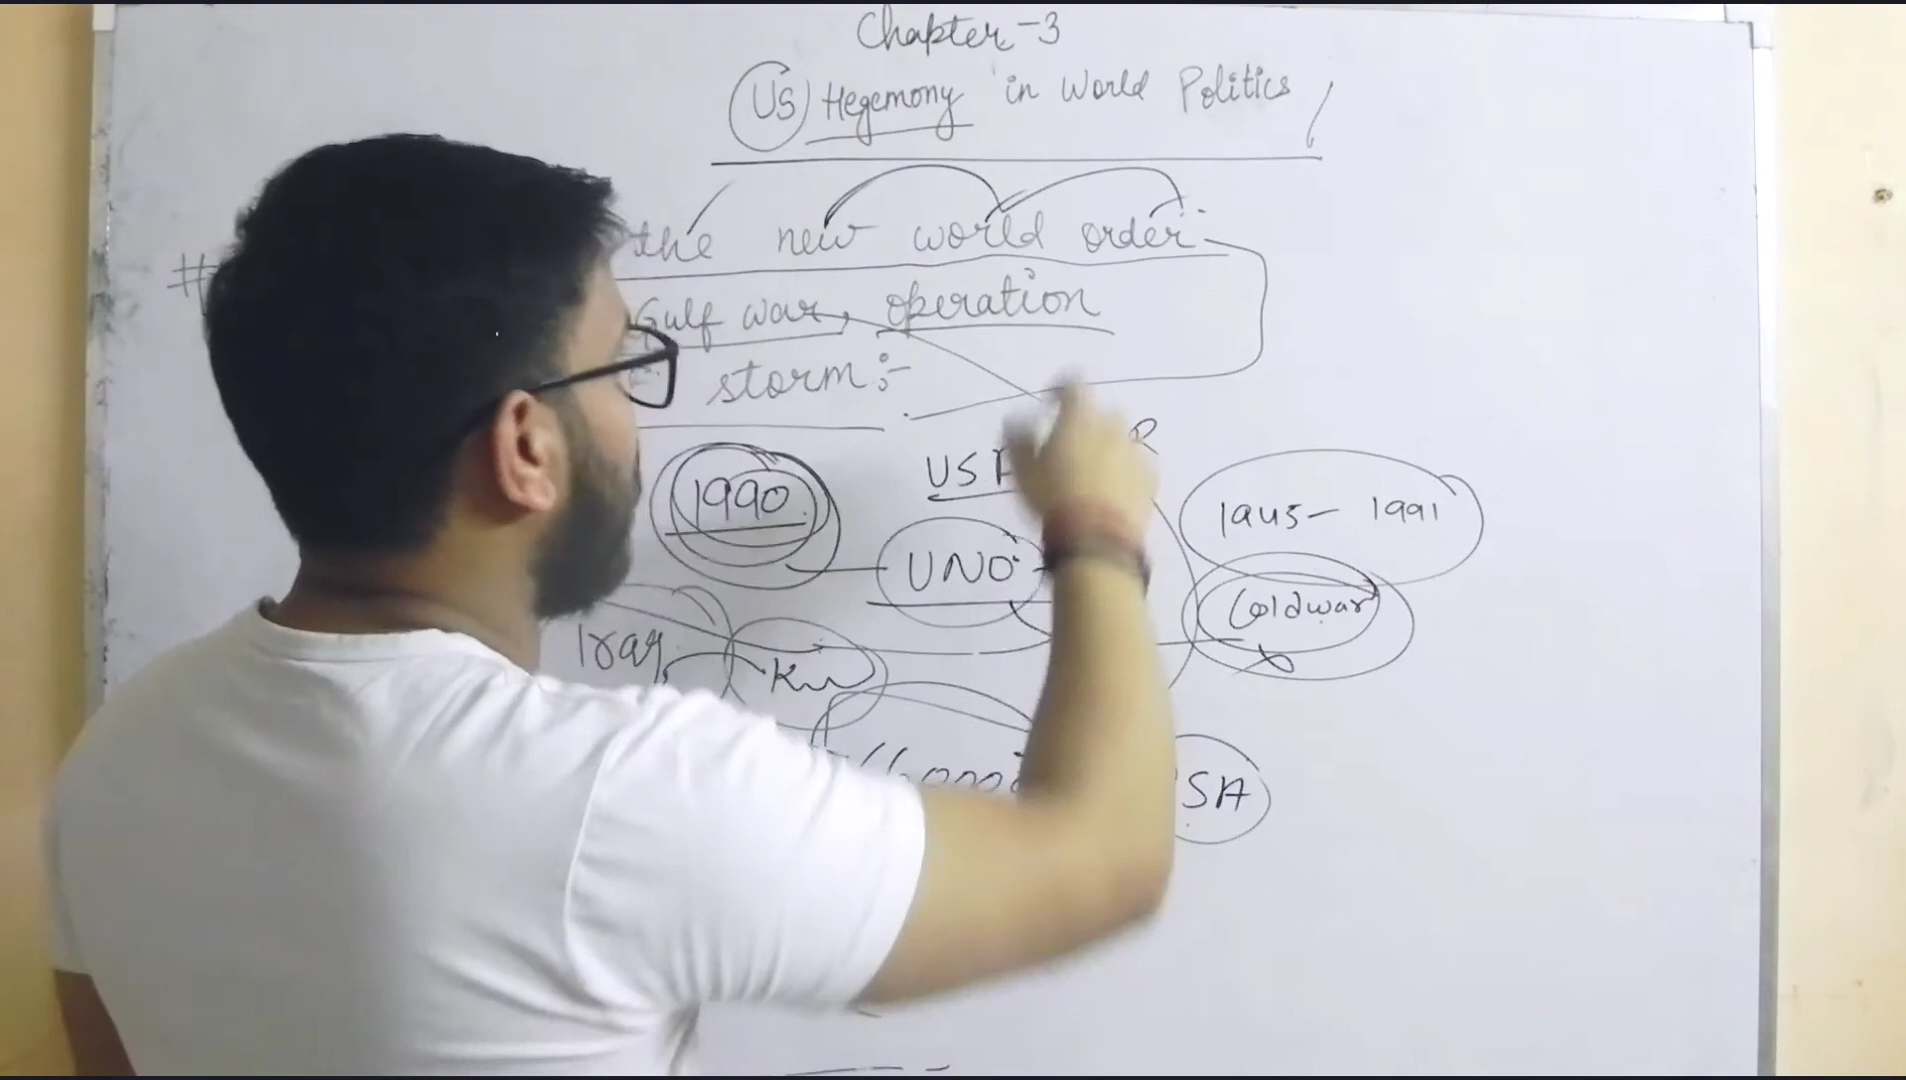 Chapter-3
US Hegemony in World Politics
# the new world order
Gulf war, operation
storm:-
1990
UNO
1945- 1991
Coldwar
Iraq
SA